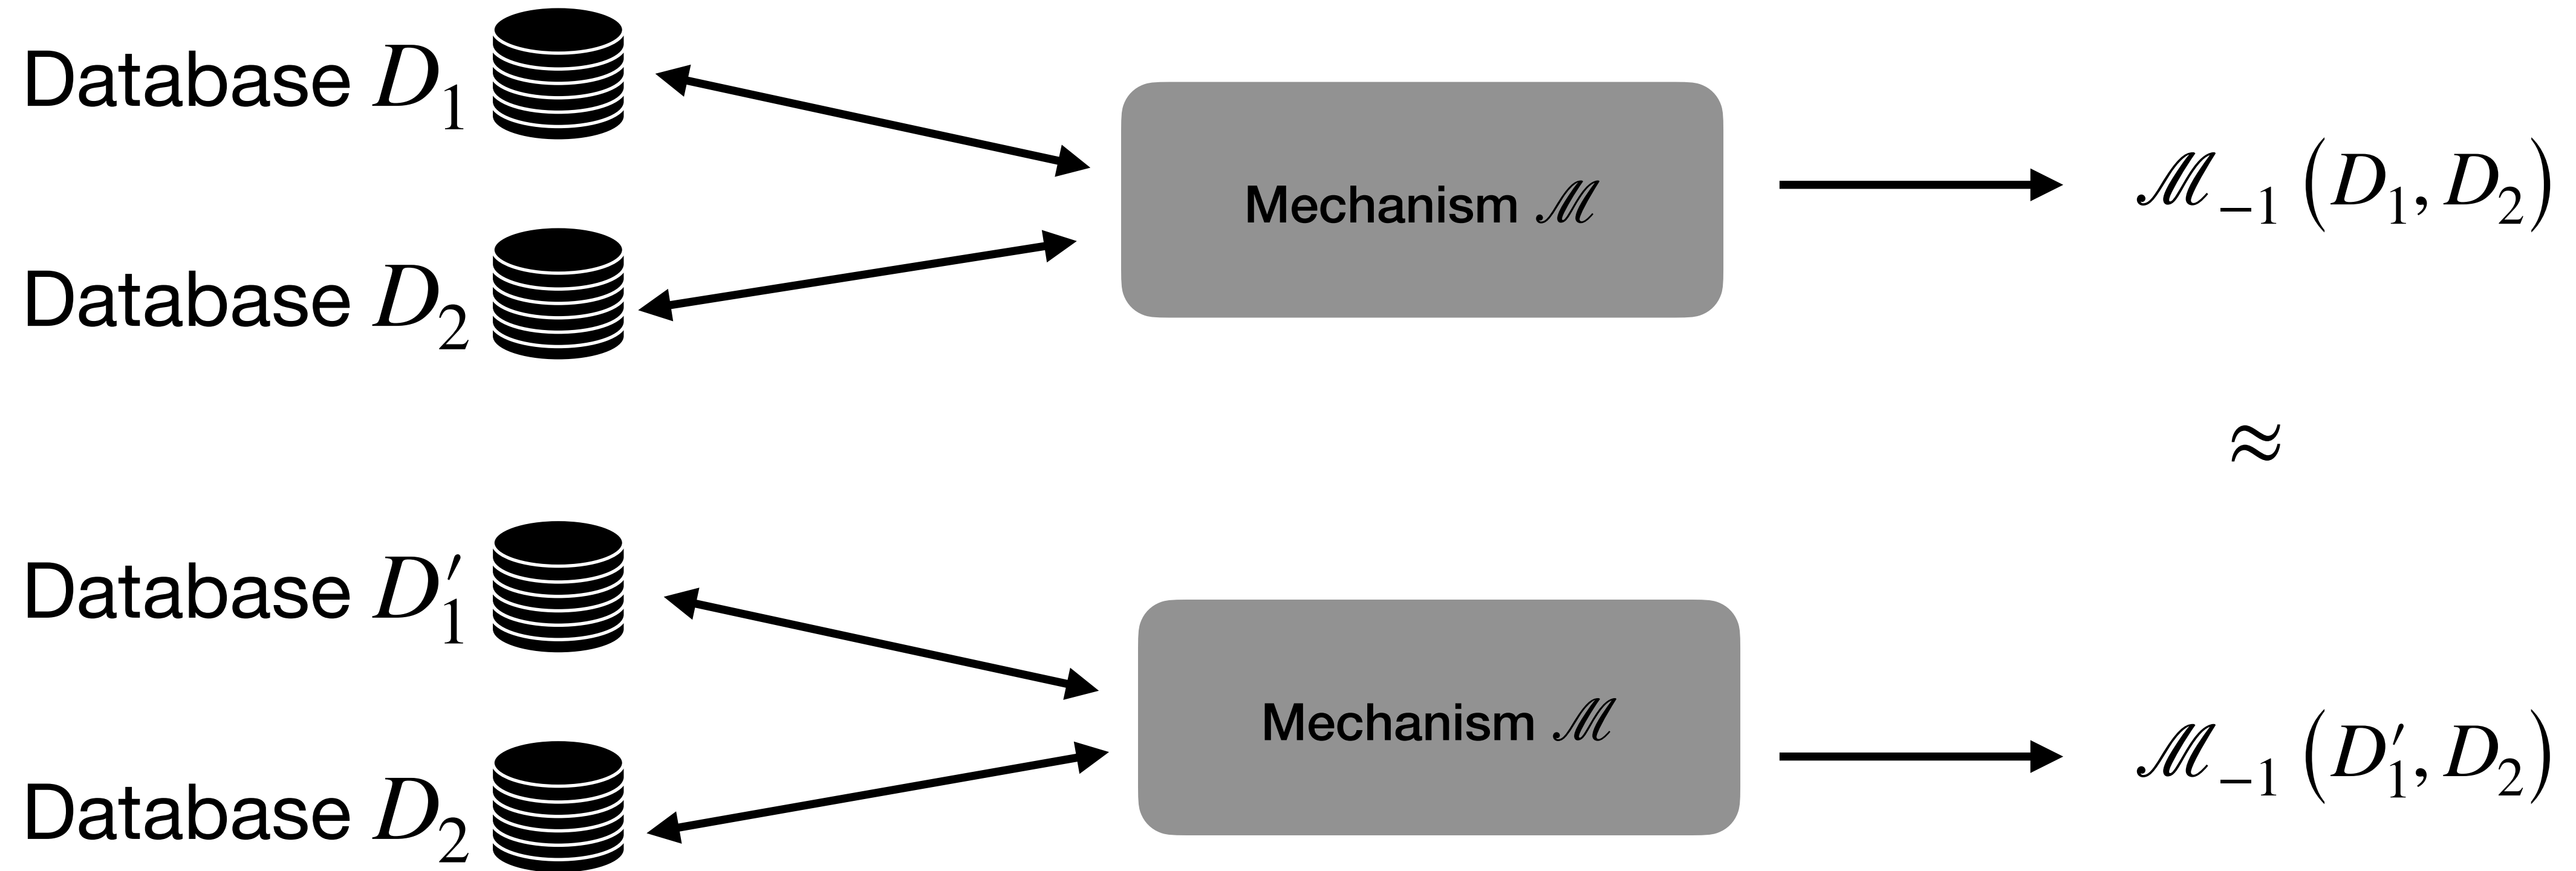 Database D₁
Mechanism ℳ
ℳ₋₁ (D₁, D₂)
Database D₂
≈
Database D′₁
Mechanism ℳ
ℳ₋₁ (D′₁, D₂)
Database D₂